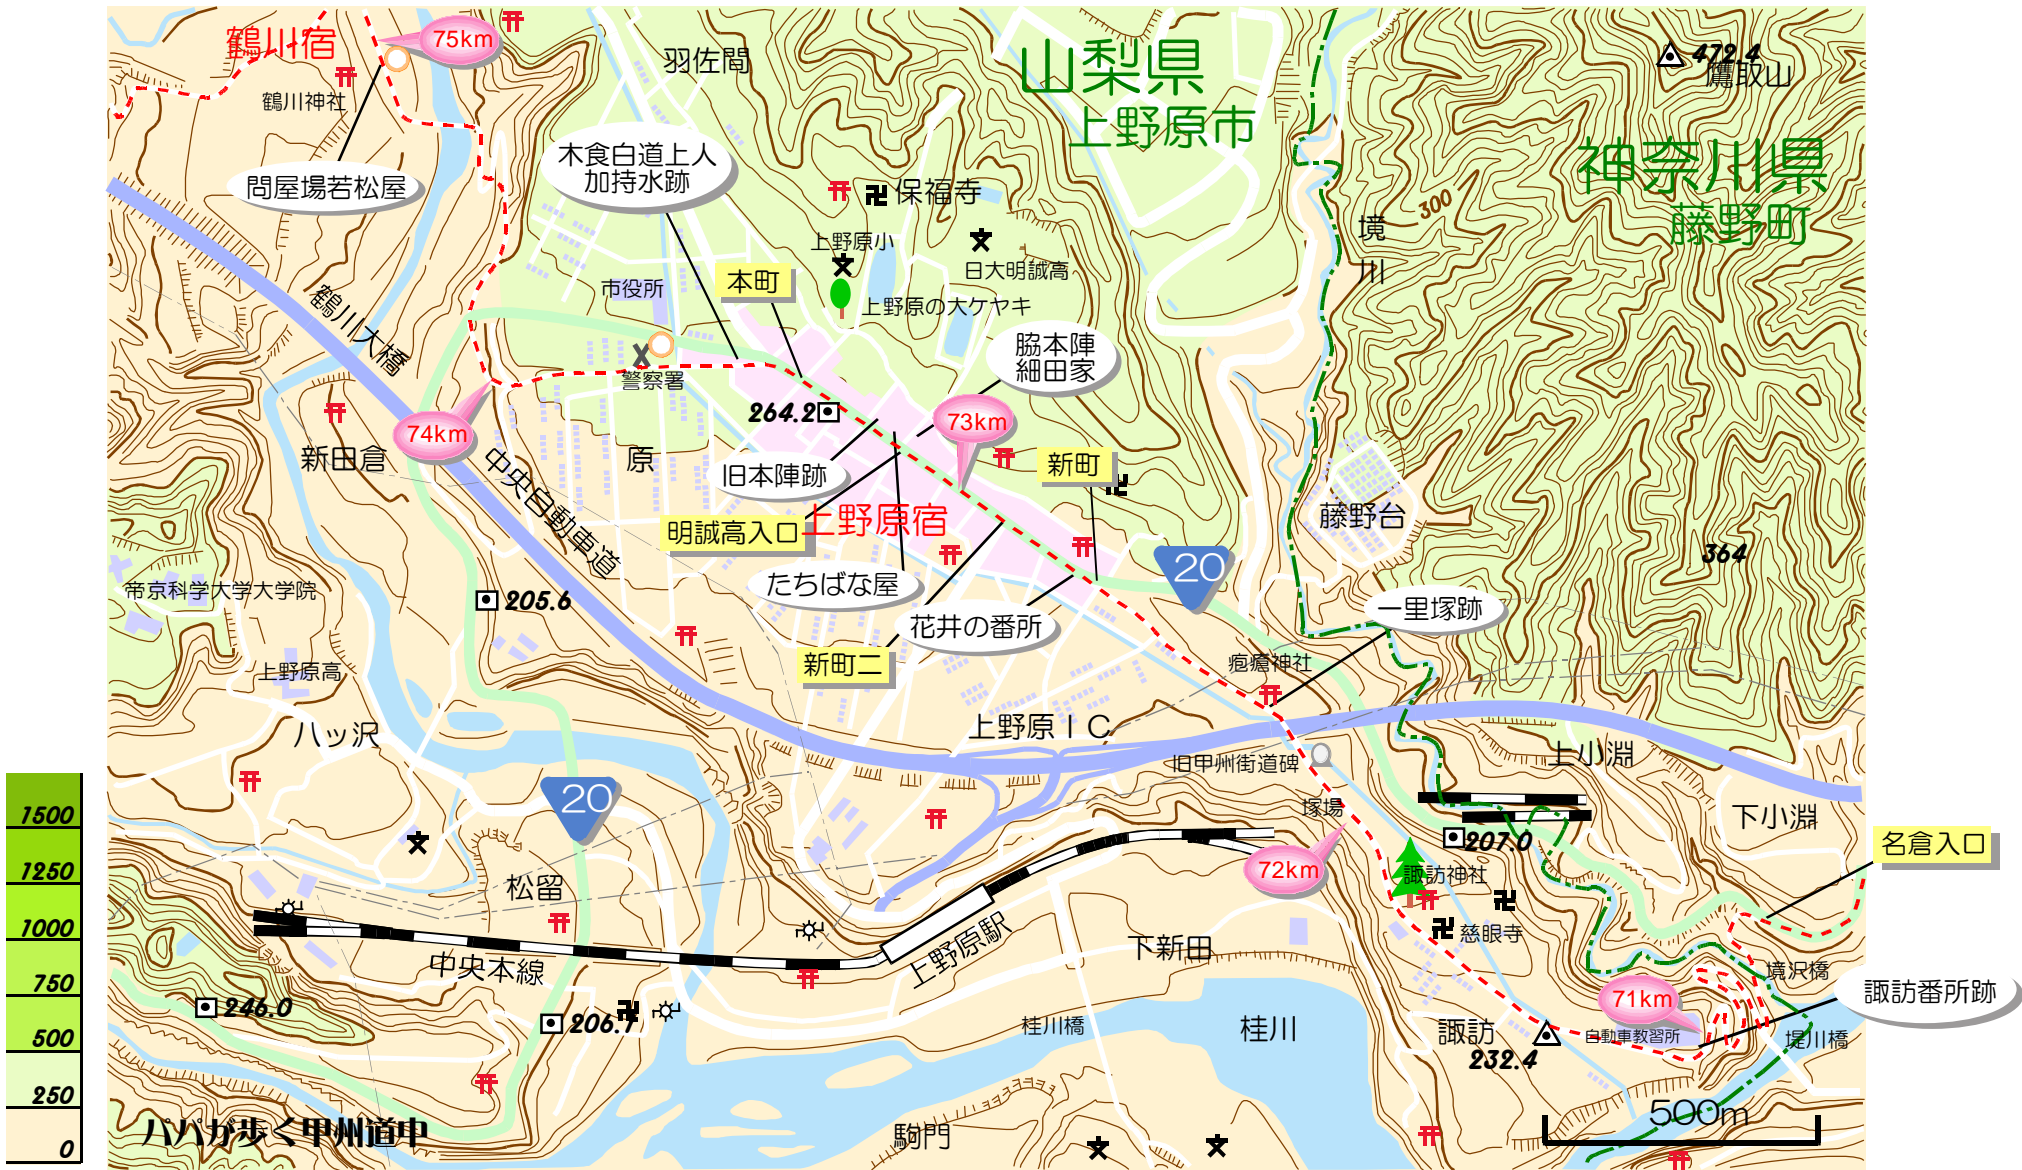 鶴川宿
75km
羽佐間
山梨県
上野原市
472.4
鷹取山
鶴川神社
神奈川県
藤野町
木食白道上人
加持水跡
問屋場若松屋
保福寺
300
境
川
上野原小
日大明誠高
市役所
本町
上野原の大ケヤキ
鶴川大橋
脇本陣
細田家
警察署
264.2
73km
74km
新田倉
中央自動車道
原
旧本陣跡
新町
上野原宿
明誠高入口
藤野台
364
20
たちばな屋
帝京科学大学大学院
205.6
花井の番所
一里塚跡
新町二
疱瘡神社
上野原高
八ッ沢
上野原IC
旧甲州街道碑
上小淵
20
塚場
下小淵
207.0
名倉入口
1500
1250
1000
750
500
250
0
72km
諏訪神社
松留
慈眼寺
上野原駅
下新田
中央本線
境沢橋
71km
諏訪番所跡
246.0
206.7
桂川橋
桂川
諏訪
自動車教習所
堤川橋
232.4
500m
パパが歩く甲州道中
駒門